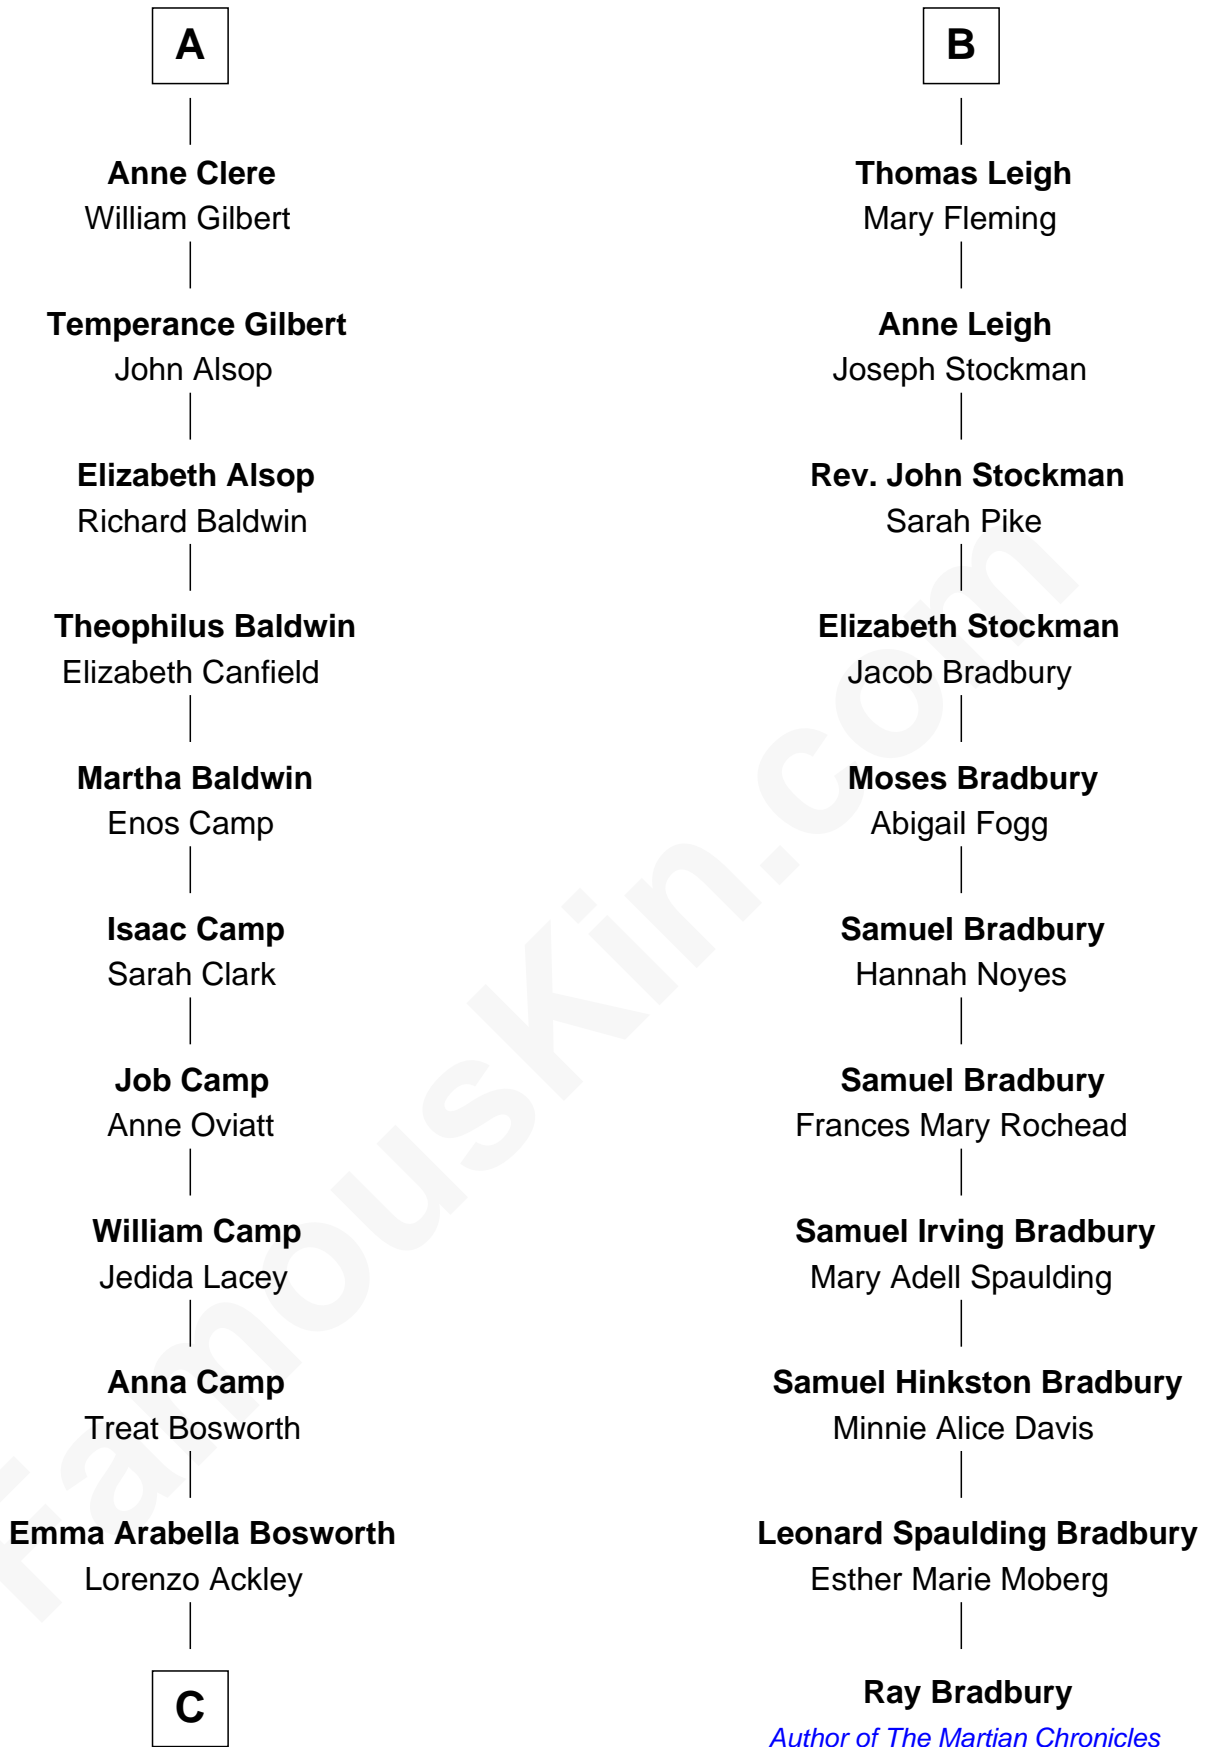 A
Anne Clere
William Gilbert
Temperance Gilbert
John Alsop
Elizabeth Alsop
Richard Baldwin
Theophilus Baldwin
Elizabeth Canfield
Martha Baldwin
Enos Camp
Isaac Camp
Sarah Clark
Job Camp
Anne Oviatt
William Camp
Jedida Lacey
Anna Camp
Treat Bosworth
Emma Arabella Bosworth
Lorenzo Ackley
C
B
Thomas Leigh
Mary Fleming
Anne Leigh
Joseph Stockman
Rev. John Stockman
Sarah Pike
Elizabeth Stockman
Jacob Bradbury
Moses Bradbury
Abigail Fogg
Samuel Bradbury
Hannah Noyes
Samuel Bradbury
Frances Mary Rochead
Samuel Irving Bradbury
Mary Adell Spaulding
Samuel Hinkston Bradbury
Minnie Alice Davis
Leonard Spaulding Bradbury
Esther Marie Moberg
Ray Bradbury
Author of The Martian Chronicles
FamousKin.com